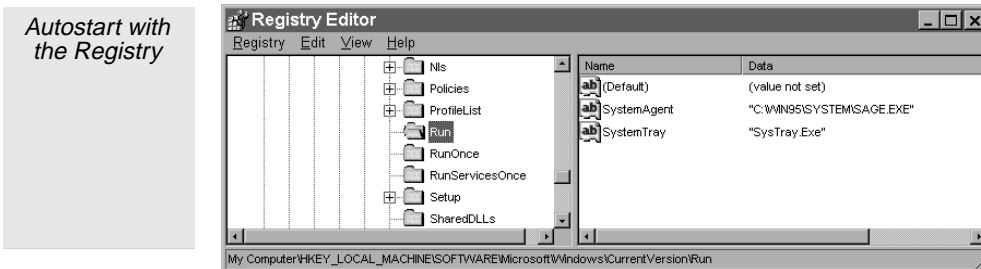 Autostart with
the Registry
Registry Editor
Registry Edit View Help
Nls
Policies
ProfileList
Run
RunOnce
RunServicesOnce
Setup
SharedDLLs
Name Data
(Default) (value not set)
SystemAgent "C:\WIN95\SYSTEM\SAGE.EXE"
SystemTray "SysTray.Exe"
My Computer\HKEY_LOCAL_MACHINE\SOFTWARE\Microsoft\Windows\CurrentVersion\Run